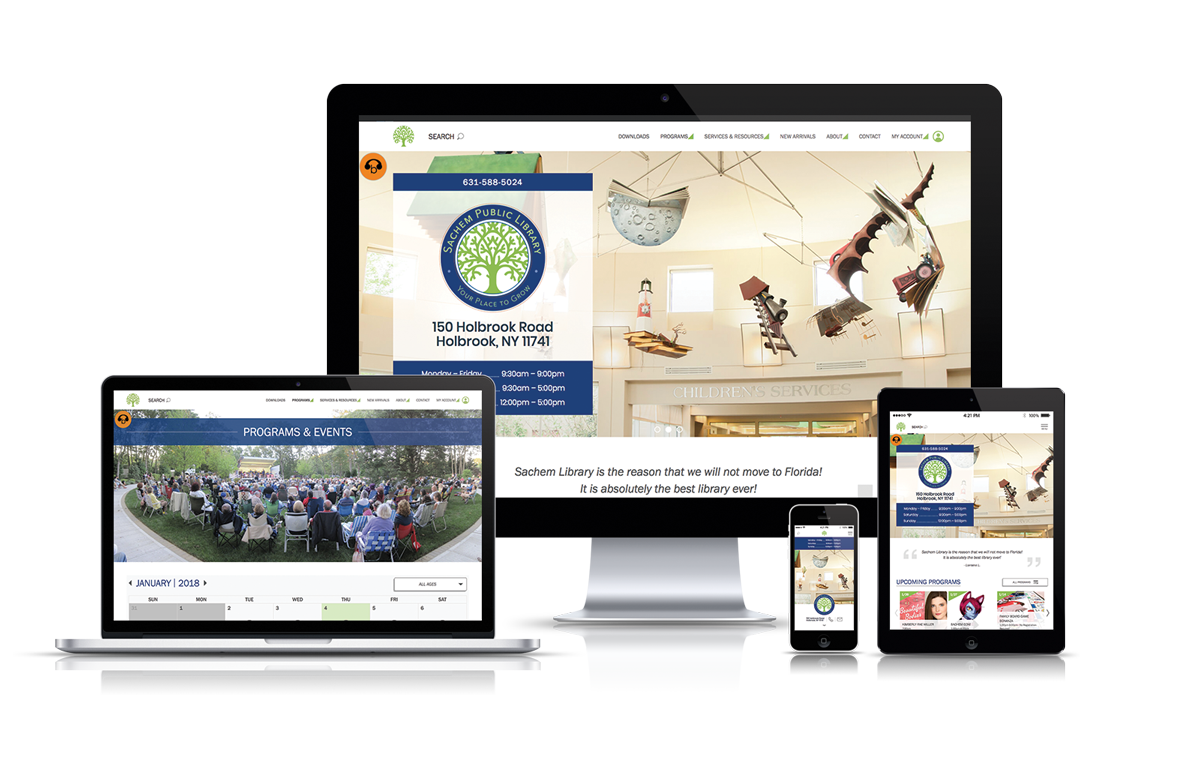 SEARCH
DOWNLOADS PROGRAMS SERVICES & RESOURCES NEW ARRIVALS ABOUT CONTACT MY ACCOUNT
631-588-5024
SACHEM PUBLIC LIBRARY
YOUR PLACE TO GROW
150 Holbrook Road
Holbrook, NY 11741
Monday – Friday ...... 9:30am – 9:00pm
9:30am – 5:00pm
12:00pm – 5:00pm
CHILDREN'S SERVICES
Sachem Library is the reason that we will not move to Florida!
It is absolutely the best library ever!
SEARCH
DOWNLOADS PROGRAMS SERVICES & RESOURCES NEW ARRIVALS ABOUT CONTACT MY ACCOUNT
PROGRAMS & EVENTS
JANUARY | 2018
ALL AGES
SUN MON TUE WED THU FRI SAT
31 1 2 3 4 5 6
4:21 PM 100%
SEARCH
631-588-5024
150 Holbrook Road
Holbrook, NY 11741
Monday – Friday 9:30am – 9:00pm
Saturday 9:30am – 5:00pm
Sunday 12:00pm – 5:00pm
Sachem Library is the reason that we will not move to Florida!
It is absolutely the best library ever!
UPCOMING PROGRAMS
ALL PROGRAMS
Beautiful
FAMILY BOARD GAME